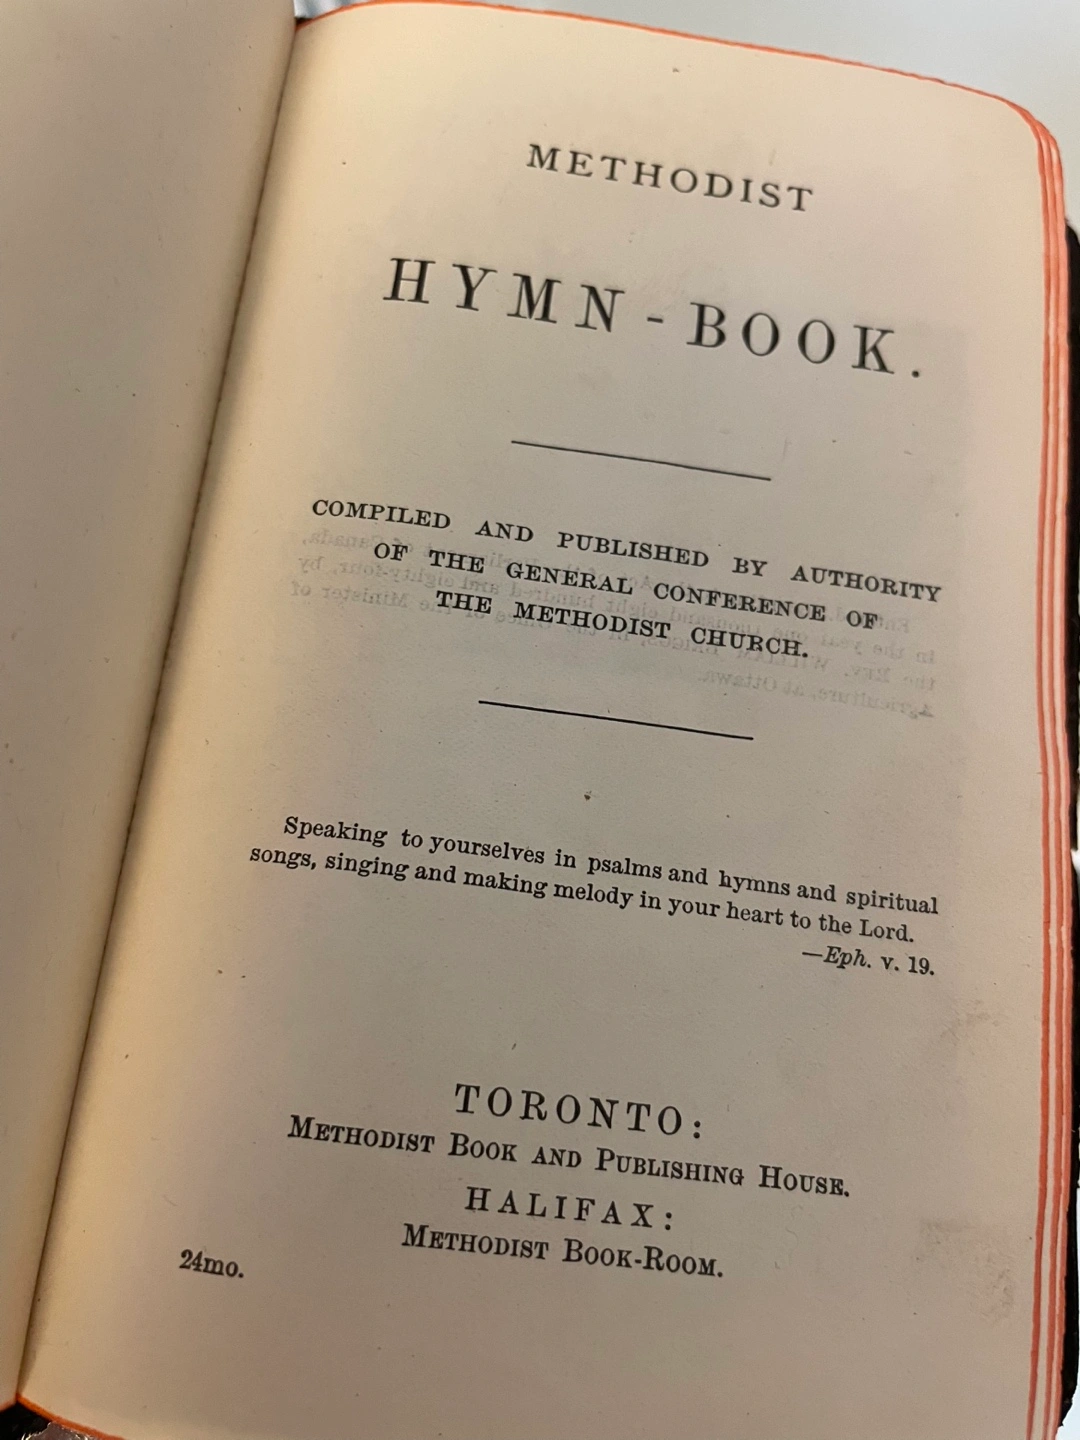 METHODIST
HYMN-BOOK.
COMPILED AND PUBLISHED BY AUTHORITY
OF THE GENERAL CONFERENCE OF
THE METHODIST CHURCH.
Speaking to yourselves in psalms and hymns and spiritual
songs, singing and making melody in your heart to the Lord.
—Eph. v. 19.
TORONTO:
METHODIST BOOK AND PUBLISHING HOUSE.
HALIFAX:
METHODIST BOOK-ROOM.
24mo.